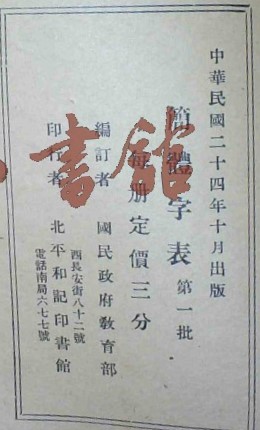 中華民國二十四年十月出版
簡體字表 第一批
每册定價三分
編訂者 國民政府教育部
印行者 北平和記印書館
西長安街八十二號
電話南局六七七號
書館